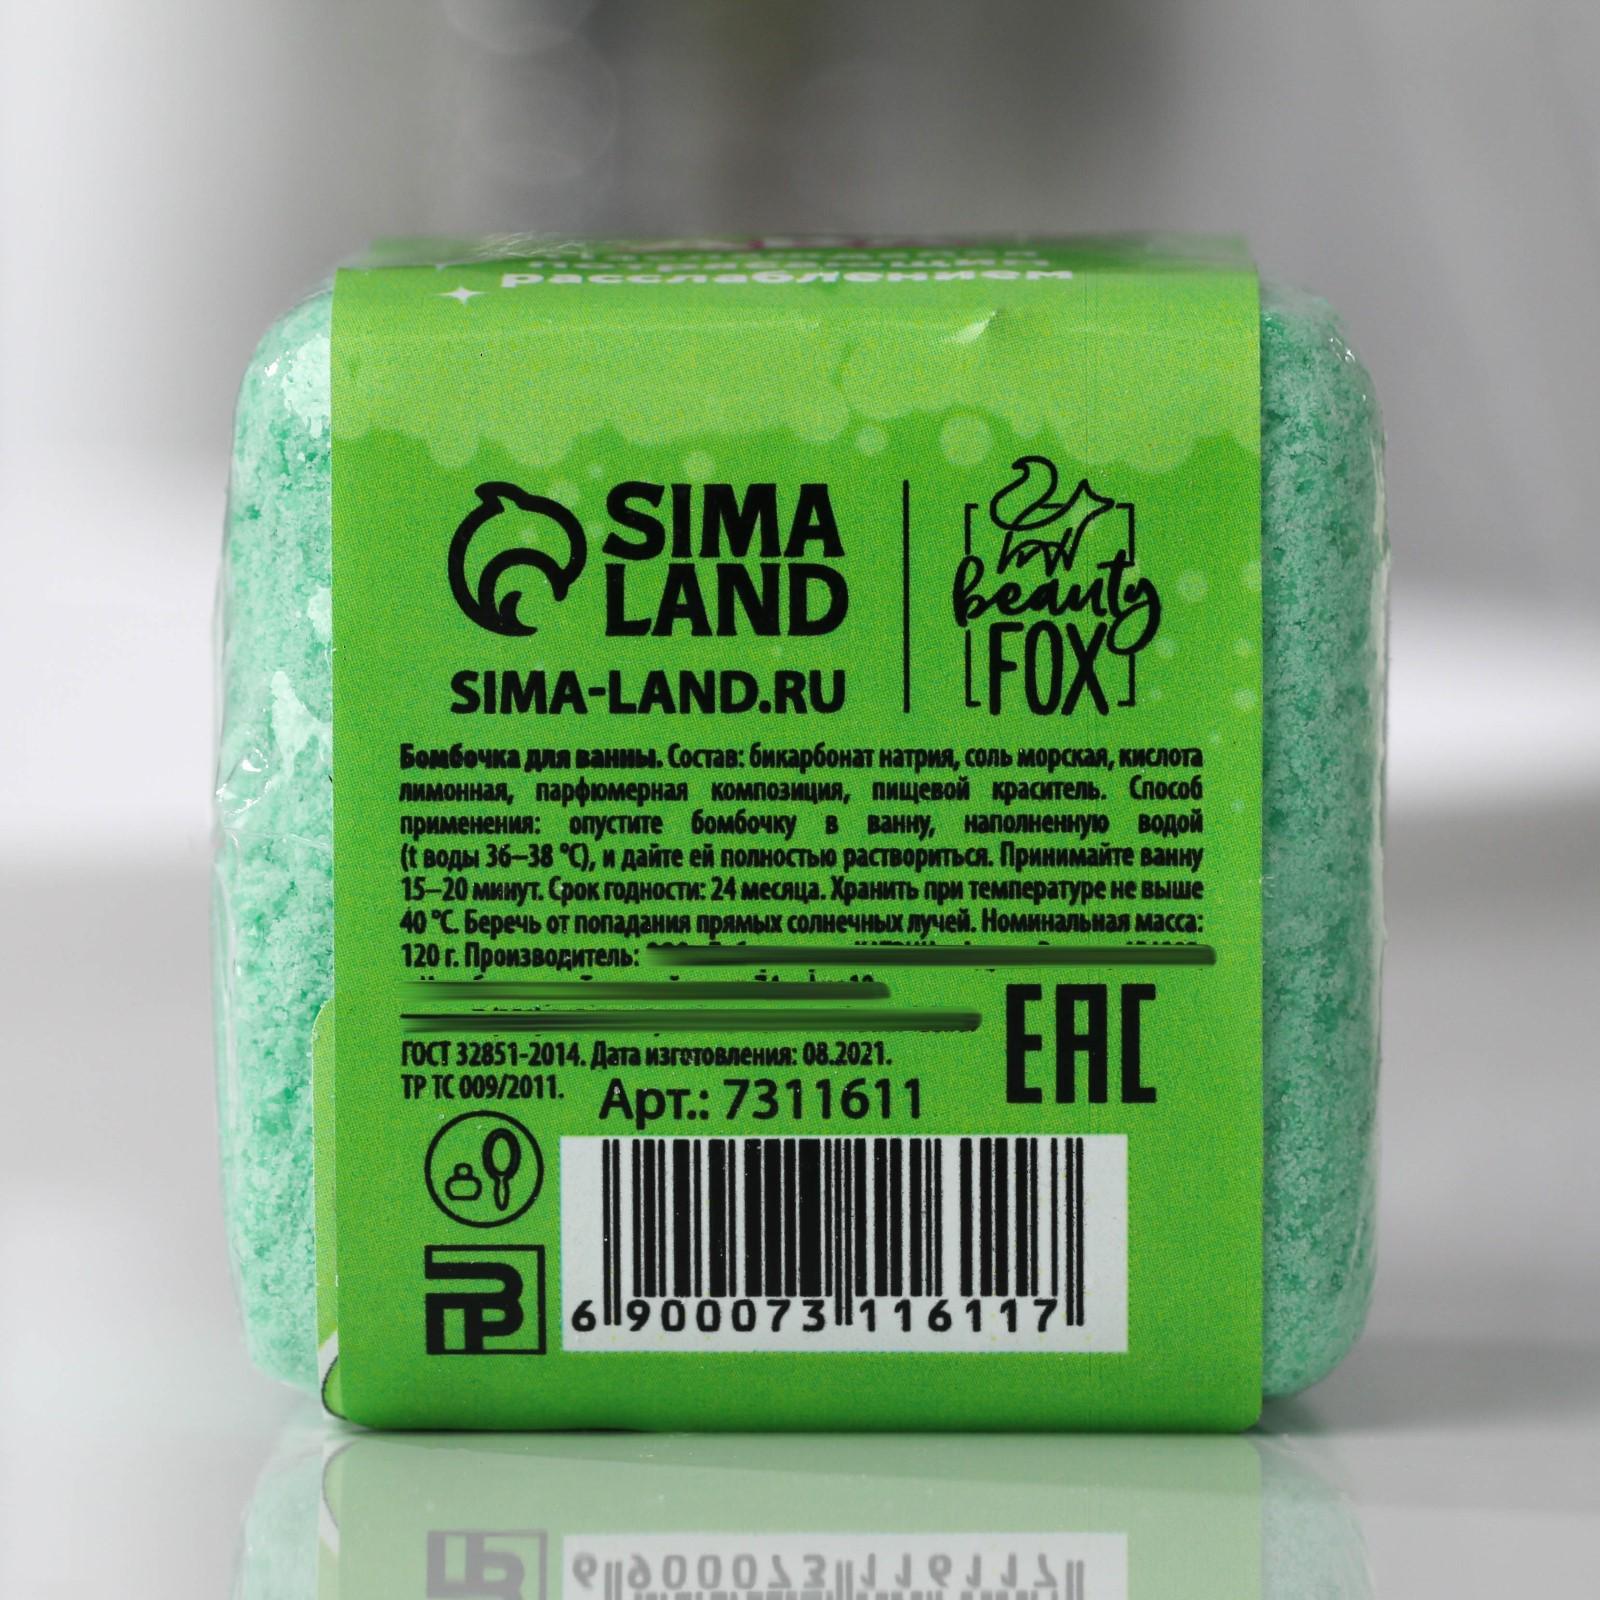 расслаблением
SIMA
LAND
SIMA-LAND.RU
beauty
FOX
Бомбочка для ванны. Состав: бикарбонат натрия, соль морская, кислота
лимонная, парфюмерная композиция, пищевой краситель. Способ
применения: опустите бомбочку в ванну, наполненную водой
(t воды 36–38 °С), и дайте ей полностью раствориться. Принимайте ванну
15–20 минут. Срок годности: 24 месяца. Хранить при температуре не выше
40 °С. Беречь от попадания прямых солнечных лучей. Номинальная масса:
120 г. Производитель:
ГОСТ 32851-2014. Дата изготовления: 08.2021.
ТР ТС 009/2011.
Арт.: 7311611
EAC
6 900073 116117